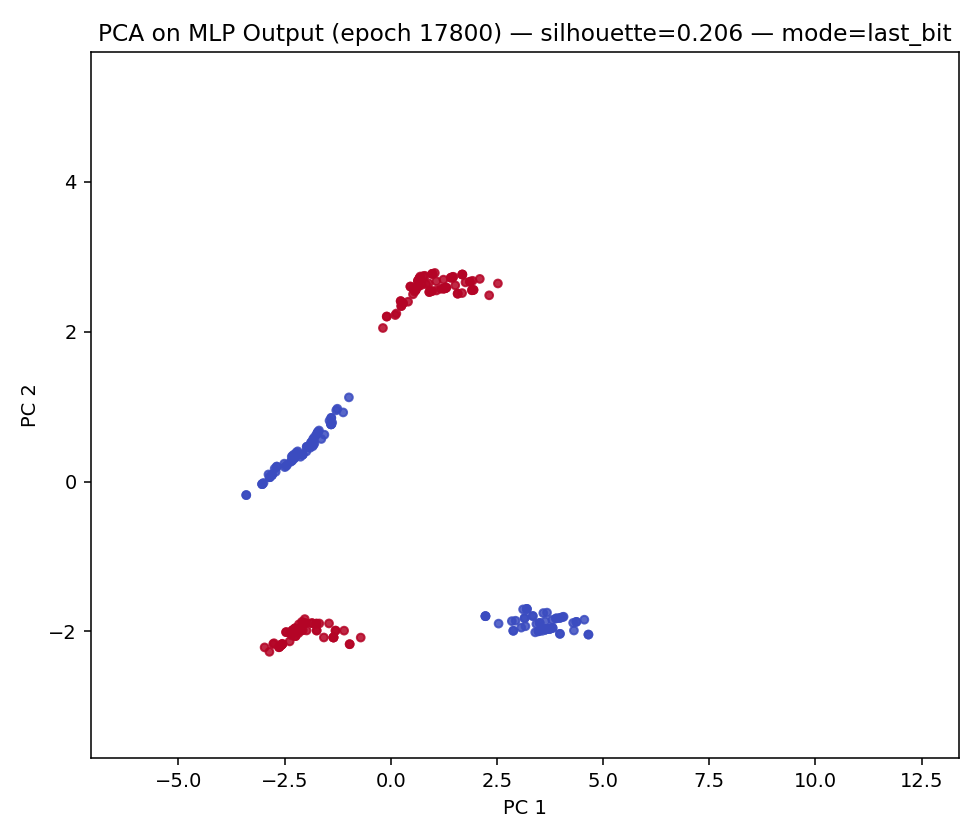 PCA on MLP Output (epoch 17800) — silhouette=0.206 — mode=last_bit
4
2
0
−2
PC 2
−5.0 −2.5 0.0 2.5 5.0 7.5 10.0 12.5
PC 1